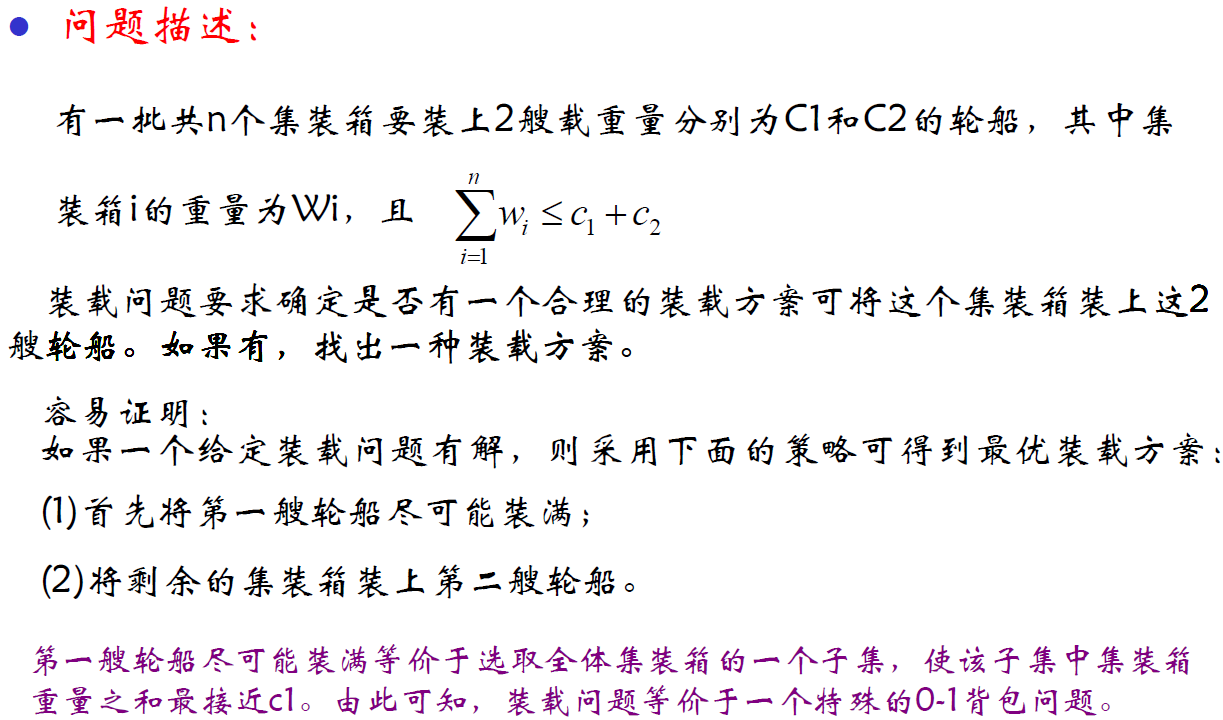 ● 问题描述：
有一批共n个集装箱要装上2艘载重量分别为C1和C2的轮船，其中集
装箱i的重量为Wi，且 $\sum_{i=1}^{n} w_i \leq c_1 + c_2$
装载问题要求确定是否有一个合理的装载方案可将这个集装箱装上这2
艘轮船。如果有，找出一种装载方案。
容易证明：
如果一个给定装载问题有解，则采用下面的策略可得到最优装载方案：
(1)首先将第一艘轮船尽可能装满；
(2)将剩余的集装箱装上第二艘轮船。
第一艘轮船尽可能装满等价于选取全体集装箱的一个子集，使该子集中集装箱
重量之和最接近c1。由此可知，装载问题等价于一个特殊的0-1背包问题。